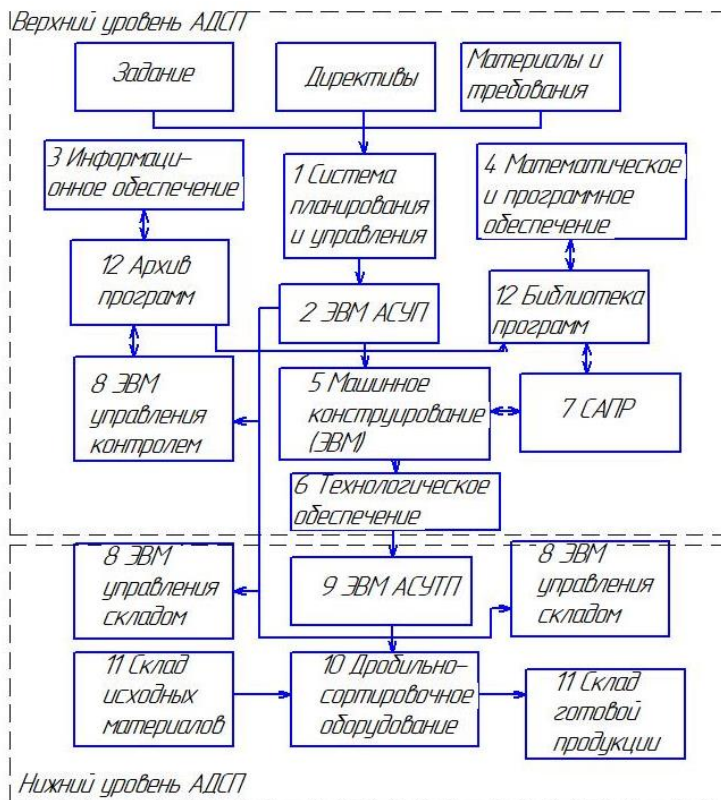 Верхний уровень АДСП
Задание
Директивы
Материалы и
требования
3 Информаци-
онное обеспечение
1 Система
планирования
и управления
4 Математическое
и программное
обеспечение
12 Архив
программ
2 ЭВМ АСУП
12 Библиотека
программ
8 ЭВМ
управления
контролем
5 Машинное
конструирование
(ЭВМ)
7 САПР
6 Технологическое
обеспечение
8 ЭВМ
управления
складом
9 ЭВМ АСУТП
8 ЭВМ
управления
складом
11 Склад
исходных
материалов
10 Дробильно-
сортировочное
оборудование
11 Склад
готовой
продукции
Нижний уровень АДСП